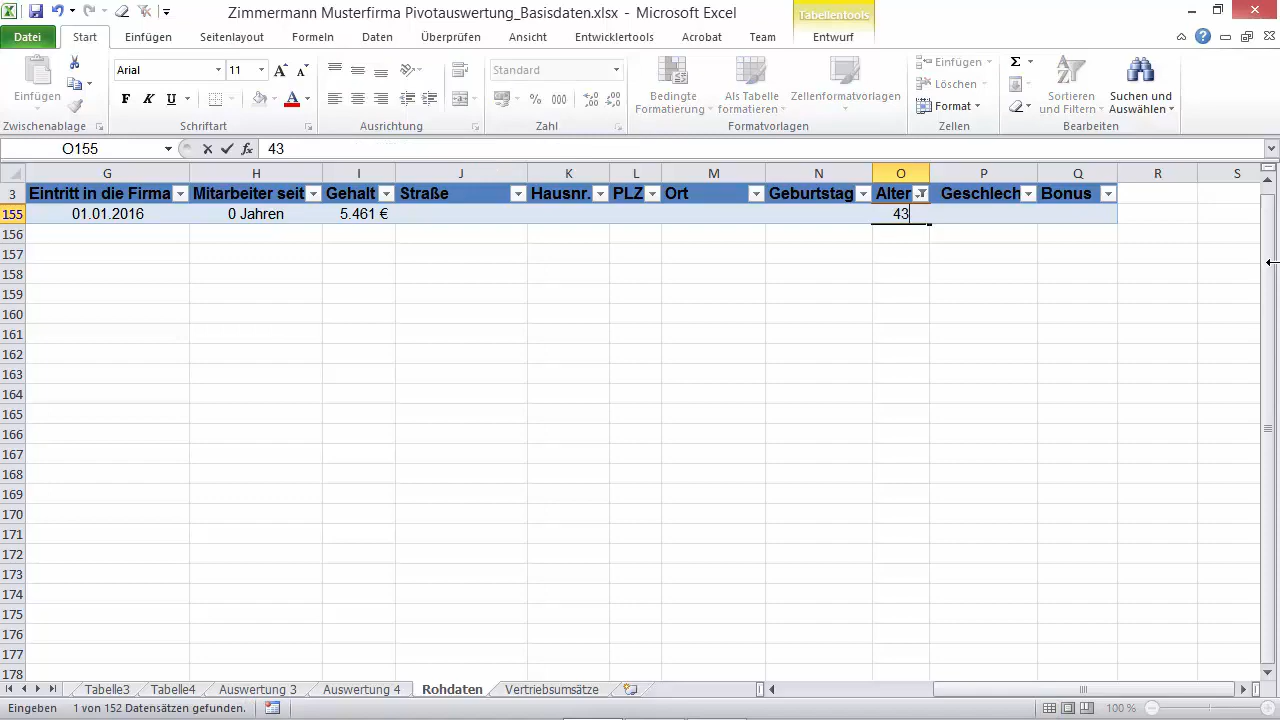 Zimmermann Musterfirma Pivotauswertung_Basisdaten.xlsx - Microsoft Excel
Tabellentools
Datei Start Einfügen Seitenlayout Formeln Daten Überprüfen Ansicht Entwicklertools Acrobat Team Entwurf
Einfügen
Zwischenablage
Arial 11
F K U
Schriftart
Ausrichtung
Standard
% 000
Zahl
Bedingte Formatierung
Als Tabelle formatieren
Zellenformatvorlagen
Formatvorlagen
Einfügen
Löschen
Format
Zellen
Sortieren und Filtern
Suchen und Auswählen
Bearbeiten
O155 fx 43
G H I J K L M N O P Q R S
3 Eintritt in die Firma Mitarbeiter seit Gehalt Straße Hausnr. PLZ Ort Geburtstag Alter Geschlech Bonus
155 01.01.2016 0 Jahren 5.461 € 43
156
157
158
159
160
161
162
163
164
165
166
167
168
169
170
171
172
173
174
175
176
177
178
Tabelle3 Tabelle4 Auswertung 3 Auswertung 4 Rohdaten Vertriebsumsätze
Eingeben 1 von 152 Datensätzen gefunden. 100 %